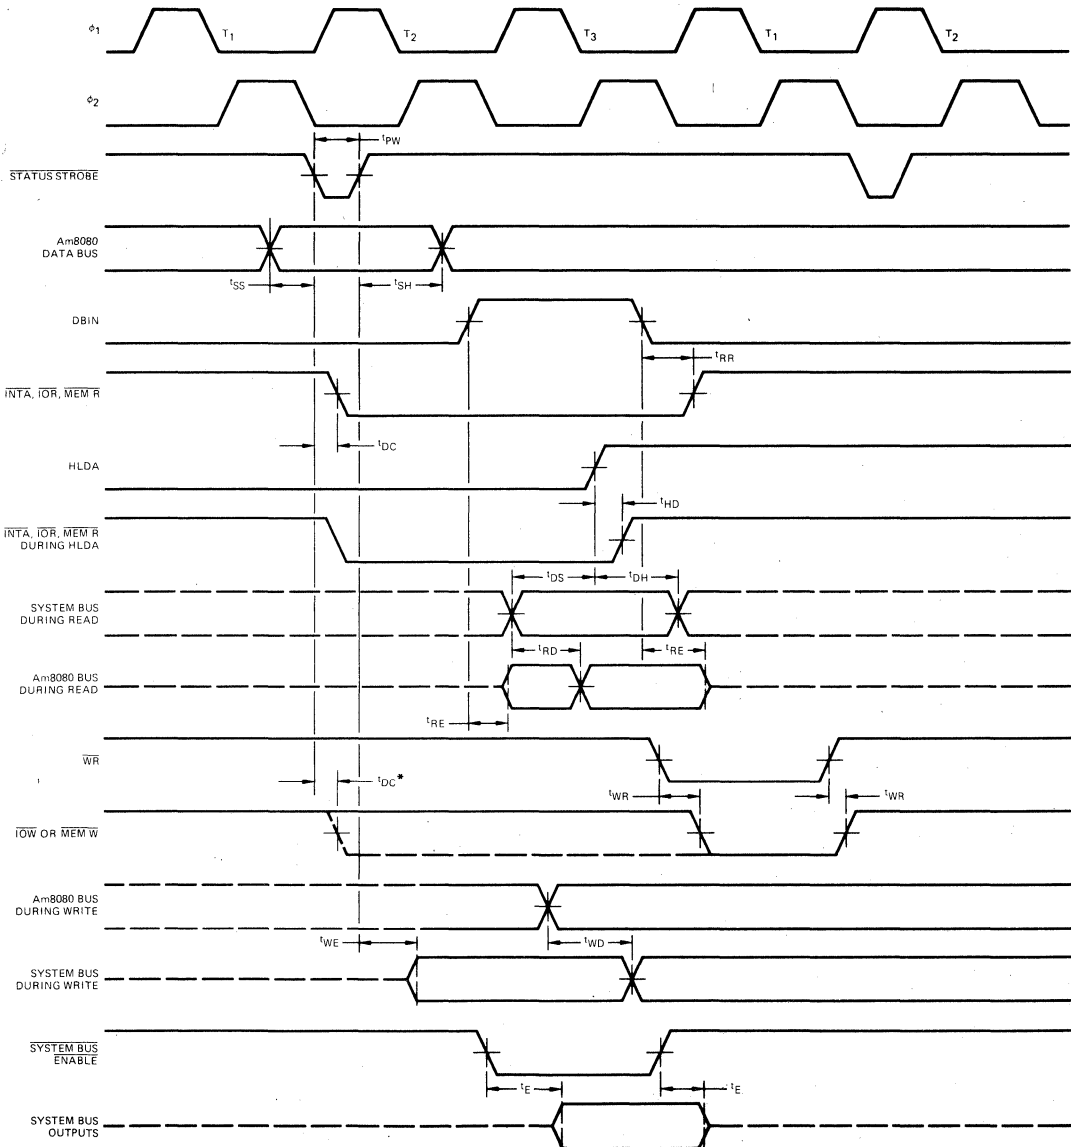 ϕ1 T1 T2 T3 T1 T2
ϕ2
tPW
STATUS STROBE
Am8080
DATA BUS
tSS tSH
DBIN
tRR
INTA, IOR, MEM R
tDC
HLDA
tHD
INTA, IOR, MEM R
DURING HLDA
tDS tDH
SYSTEM BUS
DURING READ
tRD tRE
Am8080 BUS
DURING READ
tRE
WR
tDC*
tWR tWR
IOW OR MEM W
Am8080 BUS
DURING WRITE
tWE tWD
SYSTEM BUS
DURING WRITE
SYSTEM BUS
ENABLE
tE tE
SYSTEM BUS
OUTPUTS